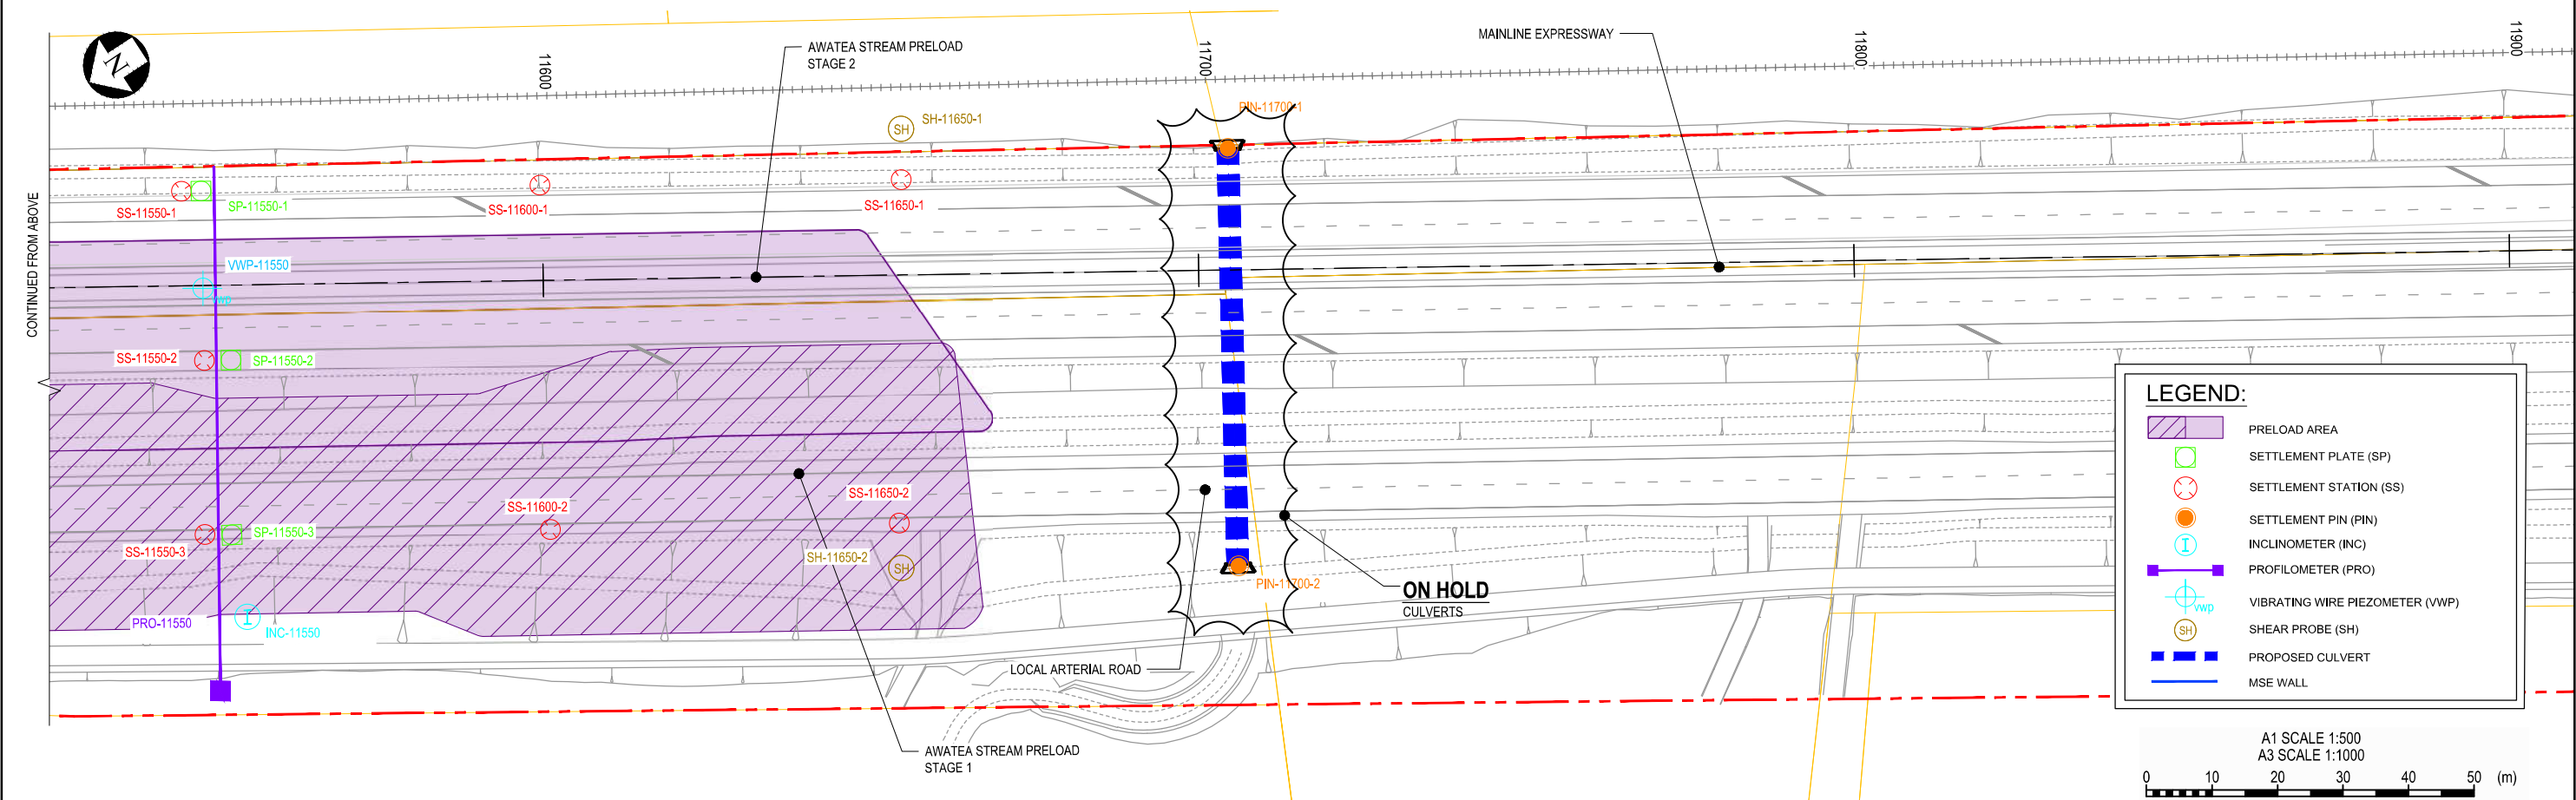 N
CONTINUED FROM ABOVE
11600
11700
11800
11900
AWATEA STREAM PRELOAD
STAGE 2
MAINLINE EXPRESSWAY
PIN-11700-1
SH
SH-11650-1
SS-11550-1
SP-11550-1
SS-11600-1
SS-11650-1
VWP-11550
vwp
SS-11550-2
SP-11550-2
SS-11600-2
SS-11650-2
SS-11550-3
SP-11550-3
SH-11650-2
SH
PRO-11550
I
INC-11550
PIN-11700-2
ON HOLD
CULVERTS
LOCAL ARTERIAL ROAD
AWATEA STREAM PRELOAD
STAGE 1
LEGEND:
PRELOAD AREA
SETTLEMENT PLATE (SP)
SETTLEMENT STATION (SS)
SETTLEMENT PIN (PIN)
I INCLINOMETER (INC)
PROFILOMETER (PRO)
vwp VIBRATING WIRE PIEZOMETER (VWP)
SH SHEAR PROBE (SH)
PROPOSED CULVERT
MSE WALL
A1 SCALE 1:500
A3 SCALE 1:1000
0 10 20 30 40 50 (m)